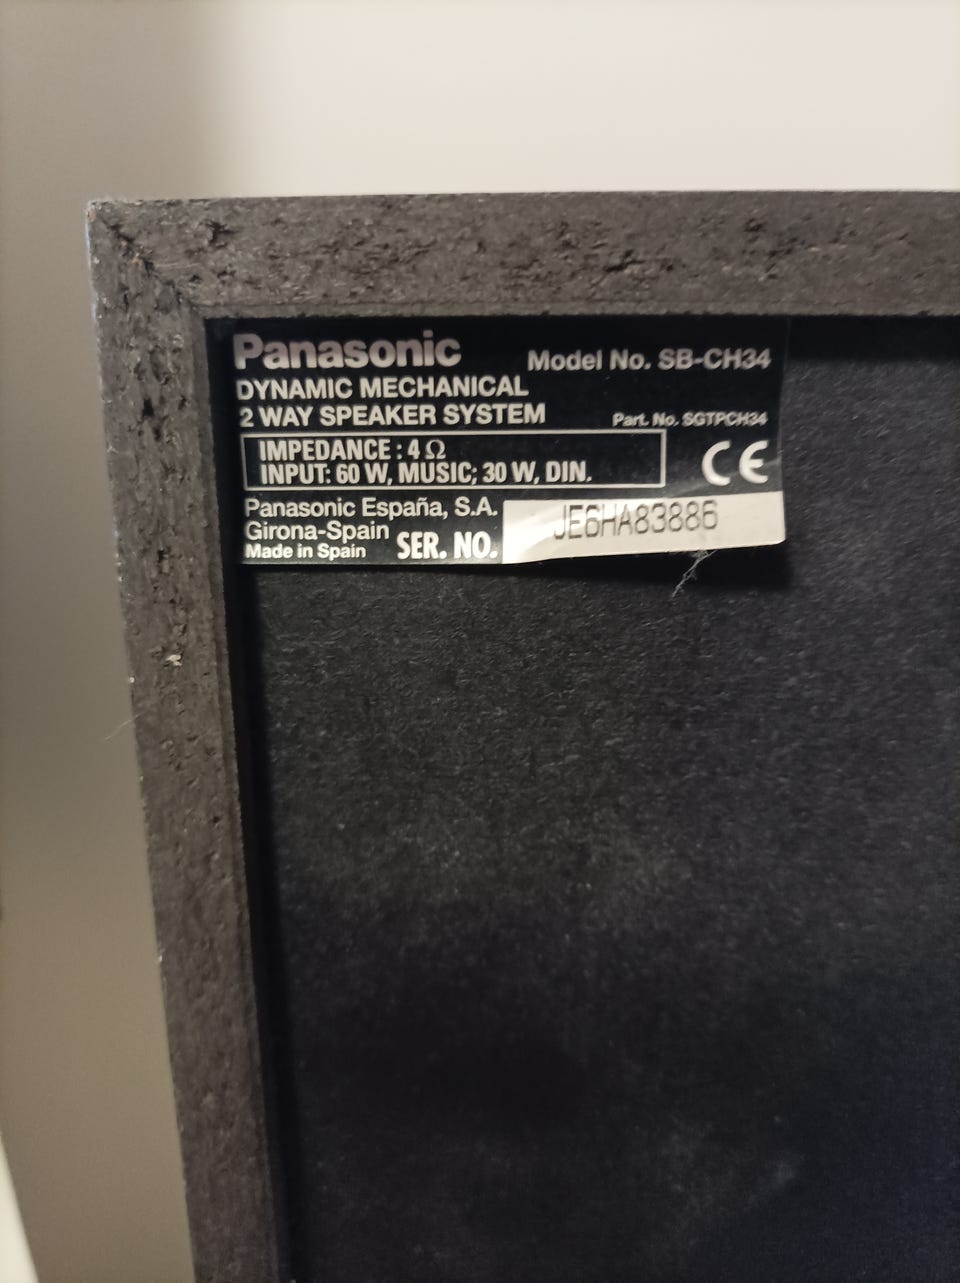 Panasonic
Model No. SB-CH34
DYNAMIC MECHANICAL
2 WAY SPEAKER SYSTEM
Part. No. SGTPCH34
IMPEDANCE : 4 Ω
INPUT: 60 W, MUSIC; 30 W, DIN.
CE
Panasonic España, S.A.
Girona-Spain
Made in Spain
SER. NO.
JE6HA83886